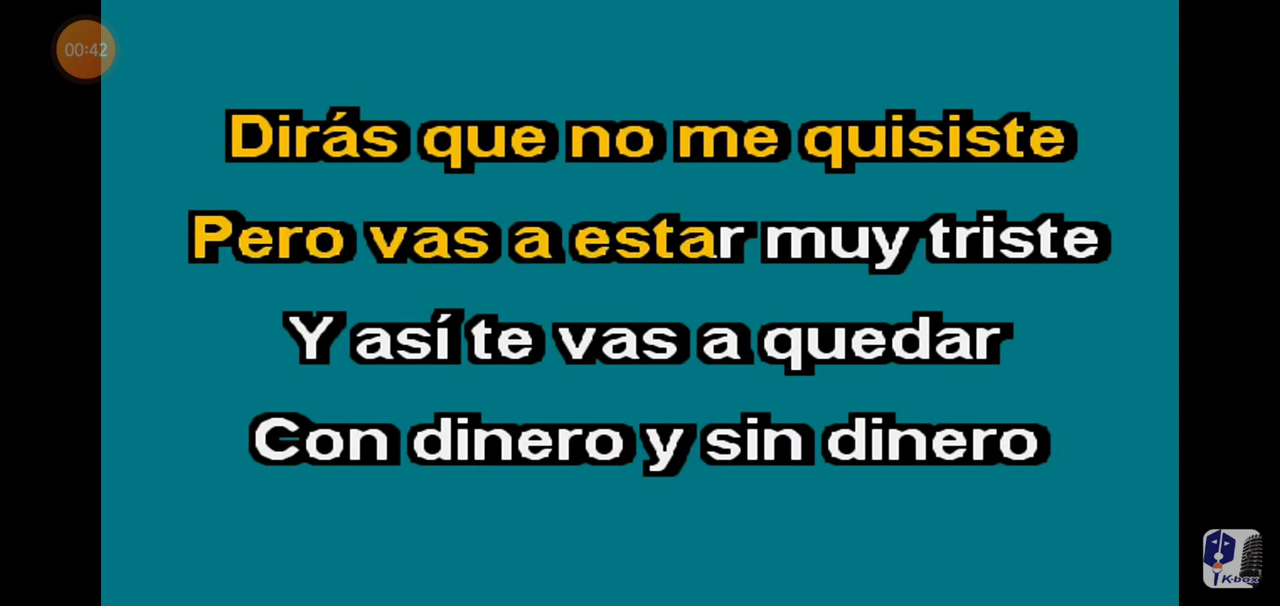 00:42
Dirás que no me quisiste
Pero vas a estar muy triste
Y así te vas a quedar
Con dinero y sin dinero
K-box